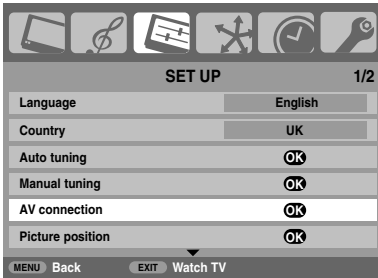 SET UP 1/2
Language English
Country UK
Auto tuning OK
Manual tuning OK
AV connection OK
Picture position OK
MENU Back EXIT Watch TV